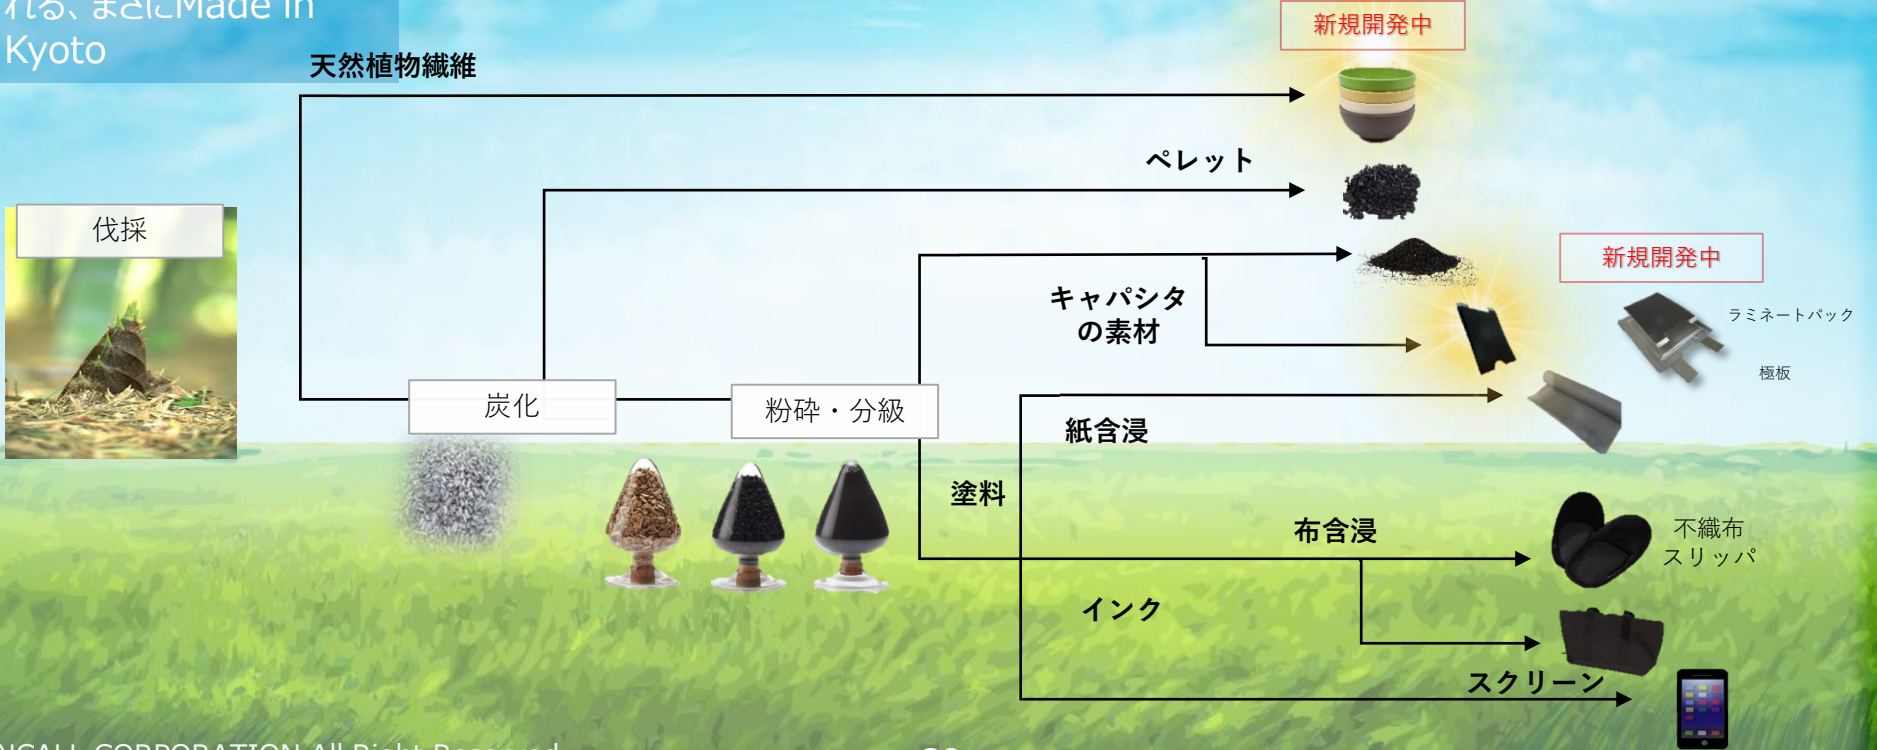 れる、まさにMade in
Kyoto
天然植物繊維
新規開発中
ペレット
伐採
新規開発中
キャパシタ
の素材
ラミネートパック
極板
炭化
粉砕・分級
紙含浸
塗料
布含浸
不織布
スリッパ
インク
スクリーン
CORPORATION All Right Reserved